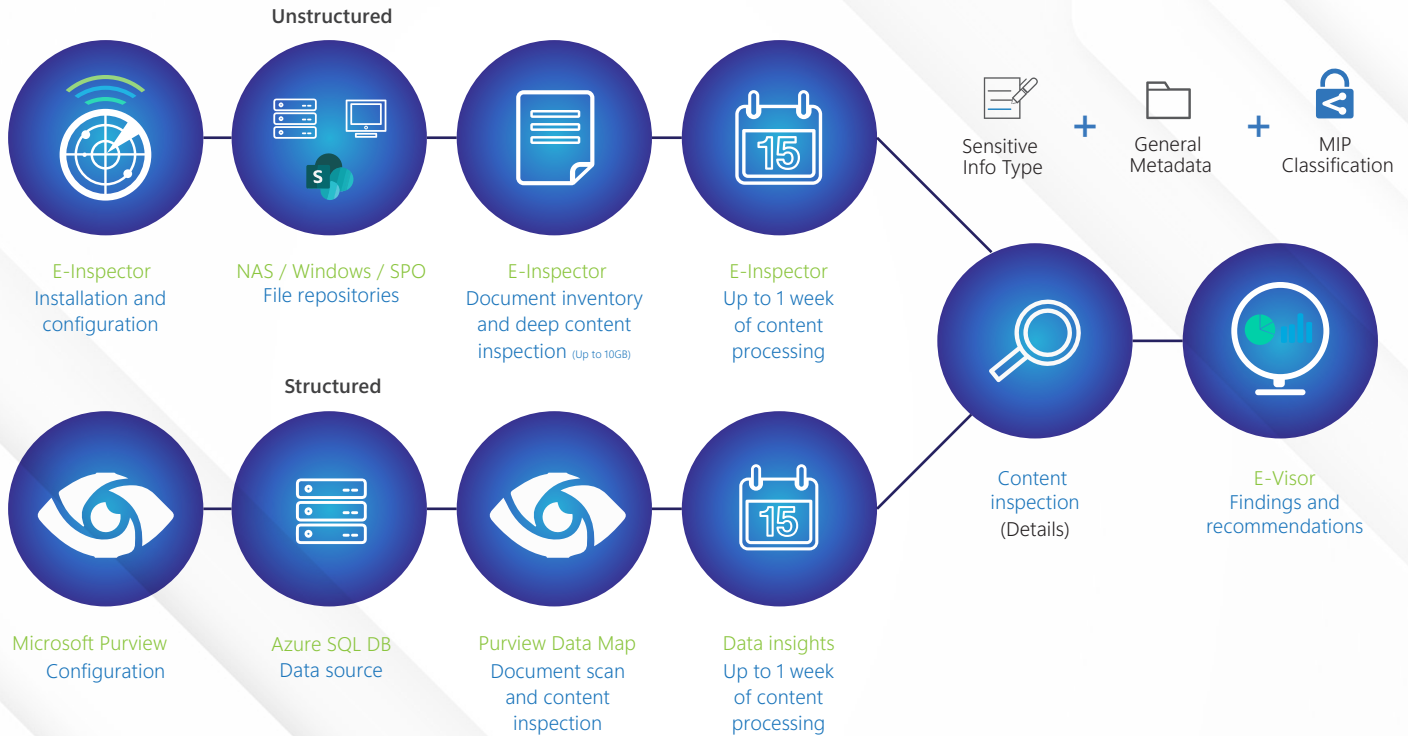 Unstructured
S
15
Sensitive
Info Type
+
General
Metadata
+
MIP
Classification
E-Inspector
Installation and
configuration
NAS / Windows / SPO
File repositories
E-Inspector
Document inventory
and deep content
inspection (Up to 10GB)
E-Inspector
Up to 1 week
of content
processing
Structured
15
Content
inspection
(Details)
E-Visor
Findings and
recommendations
Microsoft Purview
Configuration
Azure SQL DB
Data source
Purview Data Map
Document scan
and content
inspection
Data insights
Up to 1 week
of content
processing